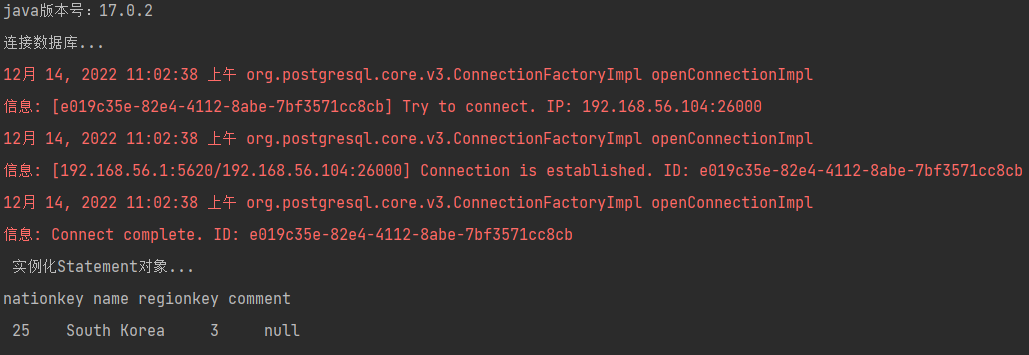 java版本号：17.0.2
连接数据库...
12月 14, 2022 11:02:38 上午 org.postgresql.core.v3.ConnectionFactoryImpl openConnectionImpl
信息: [e019c35e-82e4-4112-8abe-7bf3571cc8cb] Try to connect. IP: 192.168.56.104:26000
12月 14, 2022 11:02:38 上午 org.postgresql.core.v3.ConnectionFactoryImpl openConnectionImpl
信息: [192.168.56.1:5620/192.168.56.104:26000] Connection is established. ID: e019c35e-82e4-4112-8abe-7bf3571cc8cb
12月 14, 2022 11:02:38 上午 org.postgresql.core.v3.ConnectionFactoryImpl openConnectionImpl
信息: Connect complete. ID: e019c35e-82e4-4112-8abe-7bf3571cc8cb
实例化Statement对象...
nationkey name regionkey comment
25    South Korea     3     null